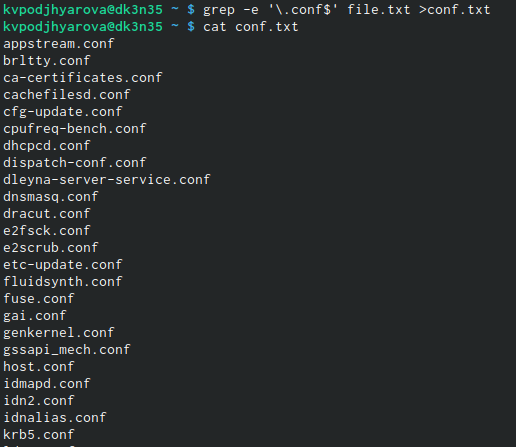 kvpodjhyarova@dk3n35 ~ $ grep -e '\.conf$' file.txt >conf.txt
kvpodjhyarova@dk3n35 ~ $ cat conf.txt
appstream.conf
brltty.conf
ca-certificates.conf
cachefilesd.conf
cfg-update.conf
cpufreq-bench.conf
dhcpcd.conf
dispatch-conf.conf
dleyna-server-service.conf
dnsmasq.conf
dracut.conf
e2fsck.conf
e2scrub.conf
etc-update.conf
fluidsynth.conf
fuse.conf
gai.conf
genkernel.conf
gssapi_mech.conf
host.conf
idmapd.conf
idn2.conf
idnalias.conf
krb5.conf